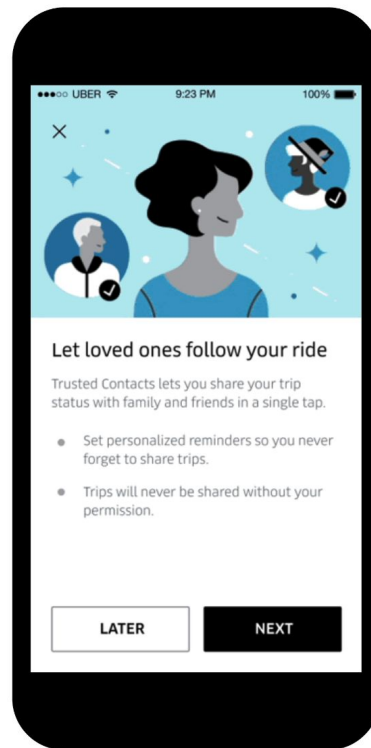 UBER 9:23 PM 100%
Let loved ones follow your ride
Trusted Contacts lets you share your trip
status with family and friends in a single tap.
Set personalized reminders so you never
forget to share trips.
Trips will never be shared without your
permission.
LATER NEXT